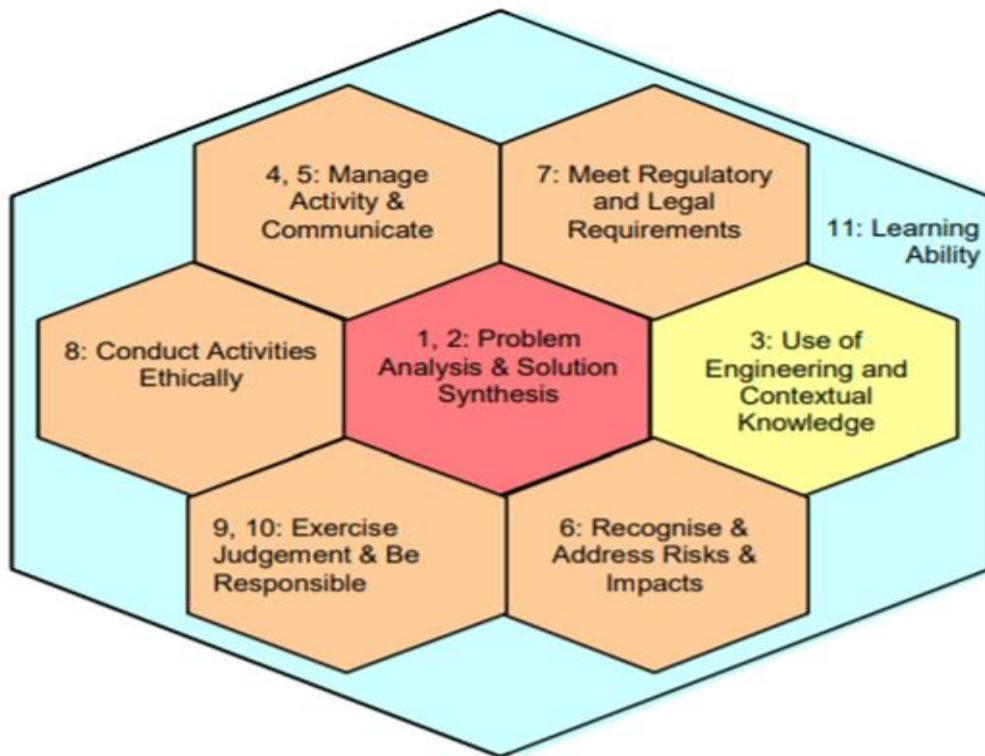 4, 5: Manage
Activity &
Communicate
7: Meet Regulatory
and Legal
Requirements
11: Learning
Ability
8: Conduct Activities
Ethically
1, 2: Problem
Analysis & Solution
Synthesis
3: Use of
Engineering and
Contextual
Knowledge
9, 10: Exercise
Judgement & Be
Responsible
6: Recognise &
Address Risks &
Impacts